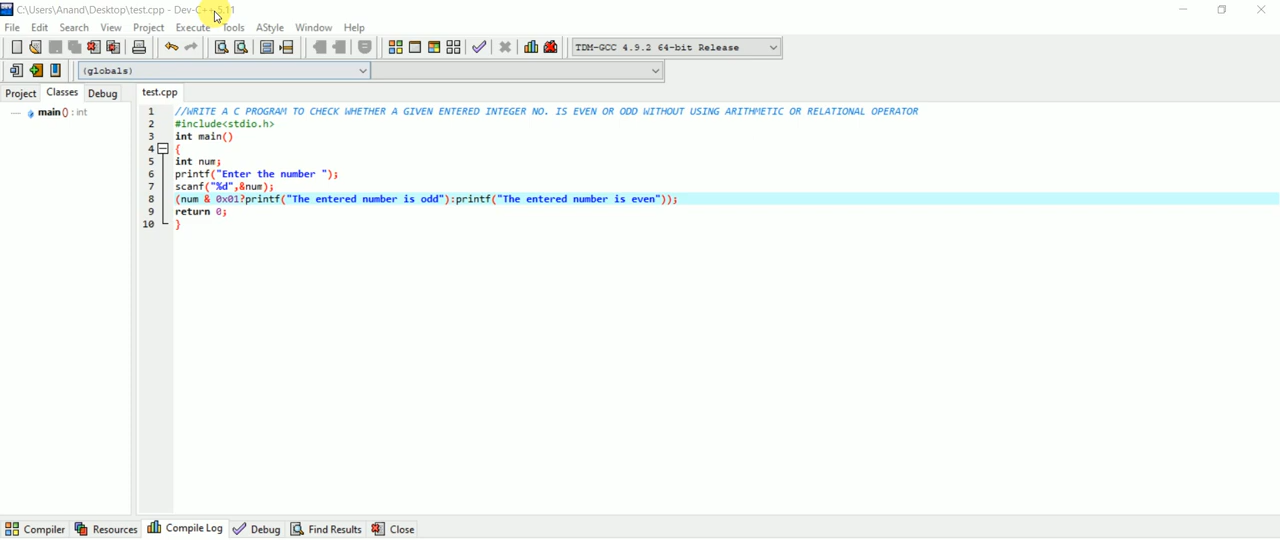 C:\Users\Anand\Desktop\test.cpp - Dev-C++ 5.11
File Edit Search View Project Execute Tools AStyle Window Help
TDM-GCC 4.9.2 64-bit Release
(globals)
Project Classes Debug test.cpp
main () : int
1 //WRITE A C PROGRAM TO CHECK WHETHER A GIVEN ENTERED INTEGER NO. IS EVEN OR ODD WITHOUT USING ARITHMETIC OR RELATIONAL OPERATOR
2 #include<stdio.h>
3 int main()
4 {
5 int num;
6 printf("Enter the number ");
7 scanf("%d",&num);
8 (num & 0x01?printf("The entered number is odd"):printf("The entered number is even"));
9 return 0;
10 }
Compiler Resources Compile Log Debug Find Results Close